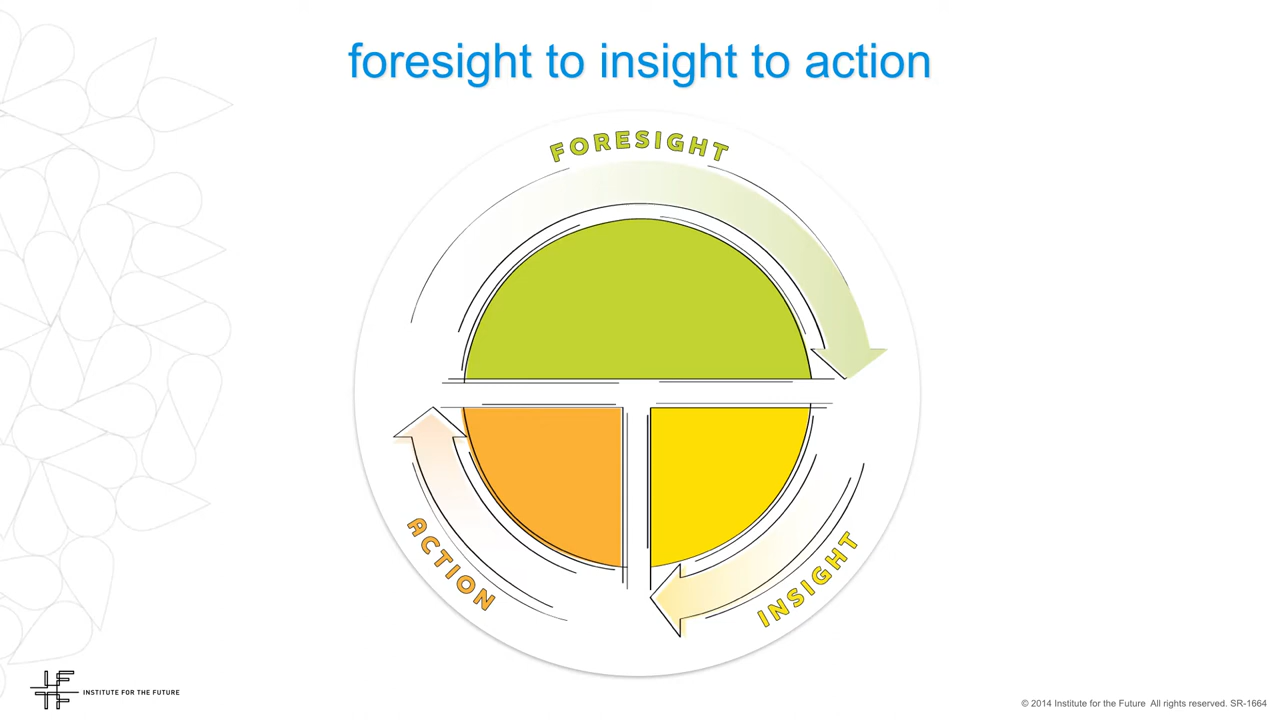 foresight to insight to action
FORESIGHT
INSIGHT
ACTION
INSTITUTE FOR THE FUTURE
© 2014 Institute for the Future All rights reserved. SR-1664